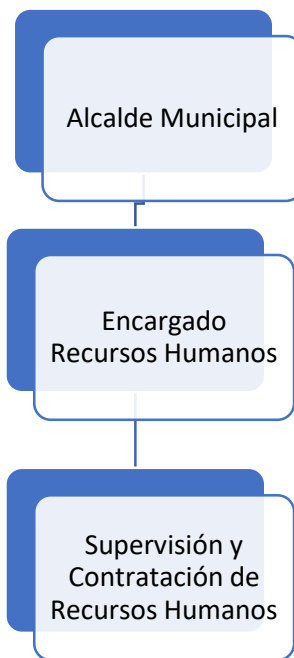 Alcalde Municipal
Encargado
Recursos Humanos
Supervisión y
Contratación de
Recursos Humanos